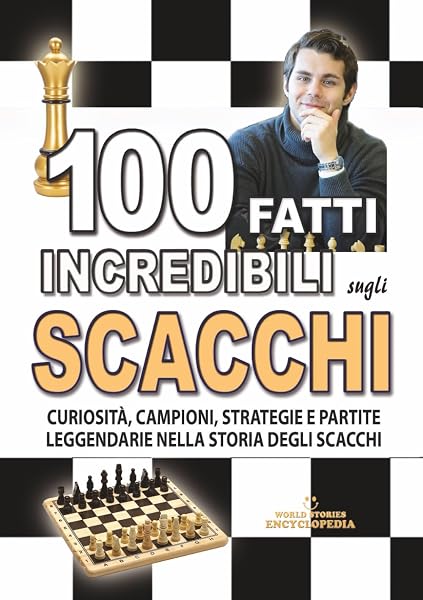 100 FATTI
INCREDIBILI sugli
SCACCHI
CURIOSITÀ, CAMPIONI, STRATEGIE E PARTITE
LEGGENDARIE NELLA STORIA DEGLI SCACCHI
WORLD STORIES
ENCYCLOPEDIA